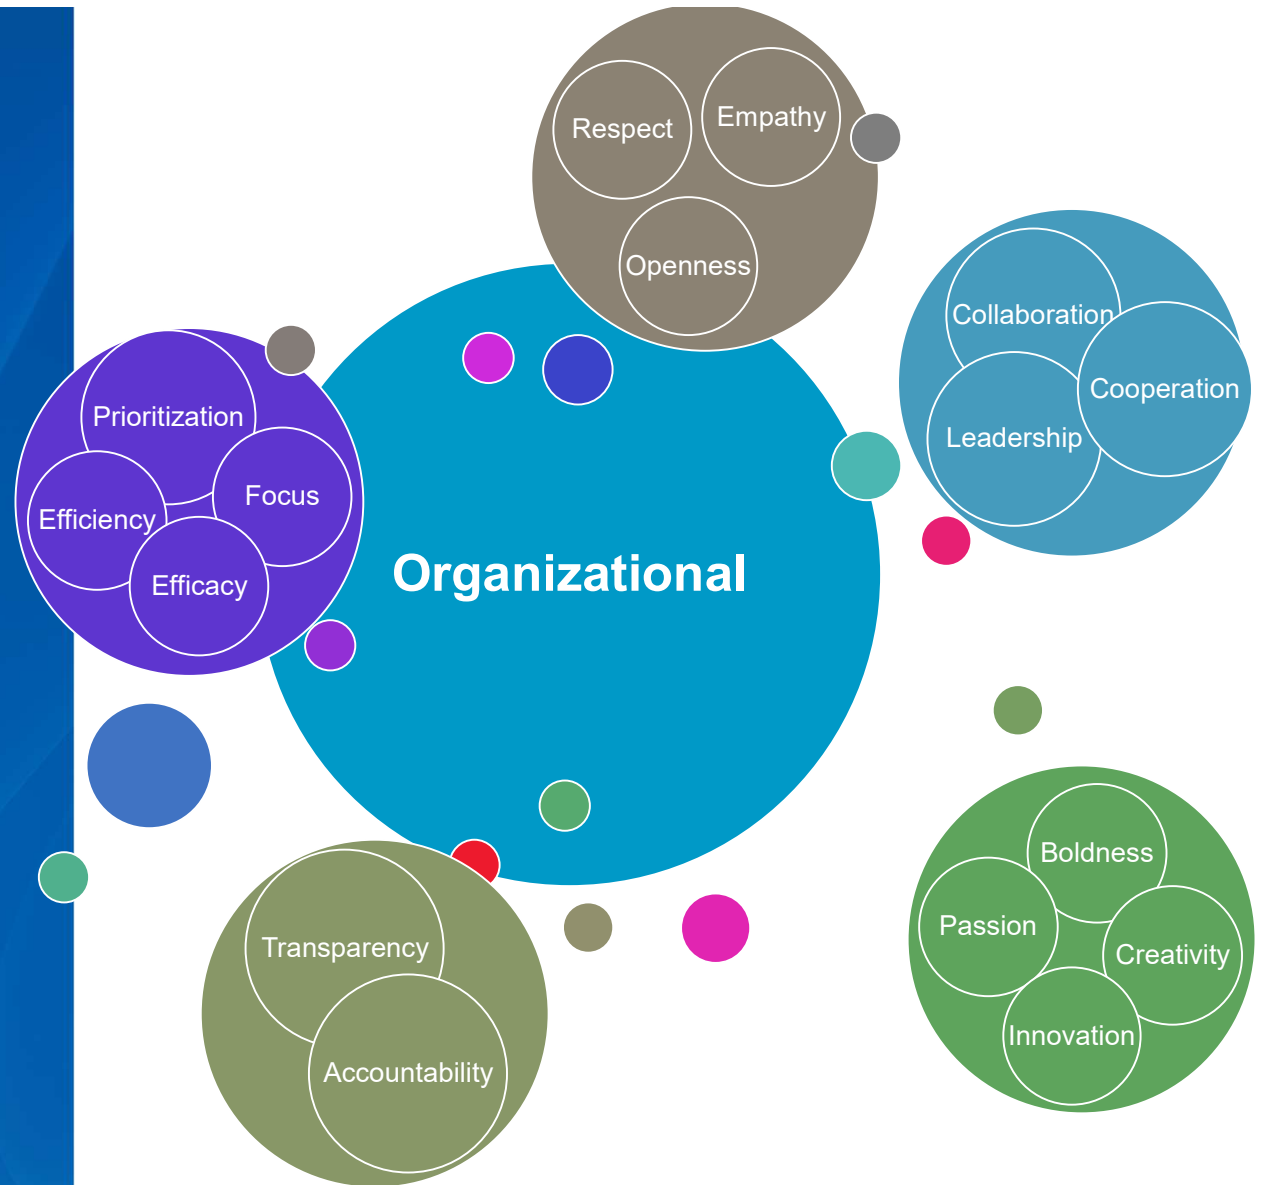 Respect
Empathy
Openness
Collaboration
Cooperation
Leadership
Prioritization
Focus
Efficiency
Efficacy
Organizational
Boldness
Passion
Creativity
Innovation
Transparency
Accountability